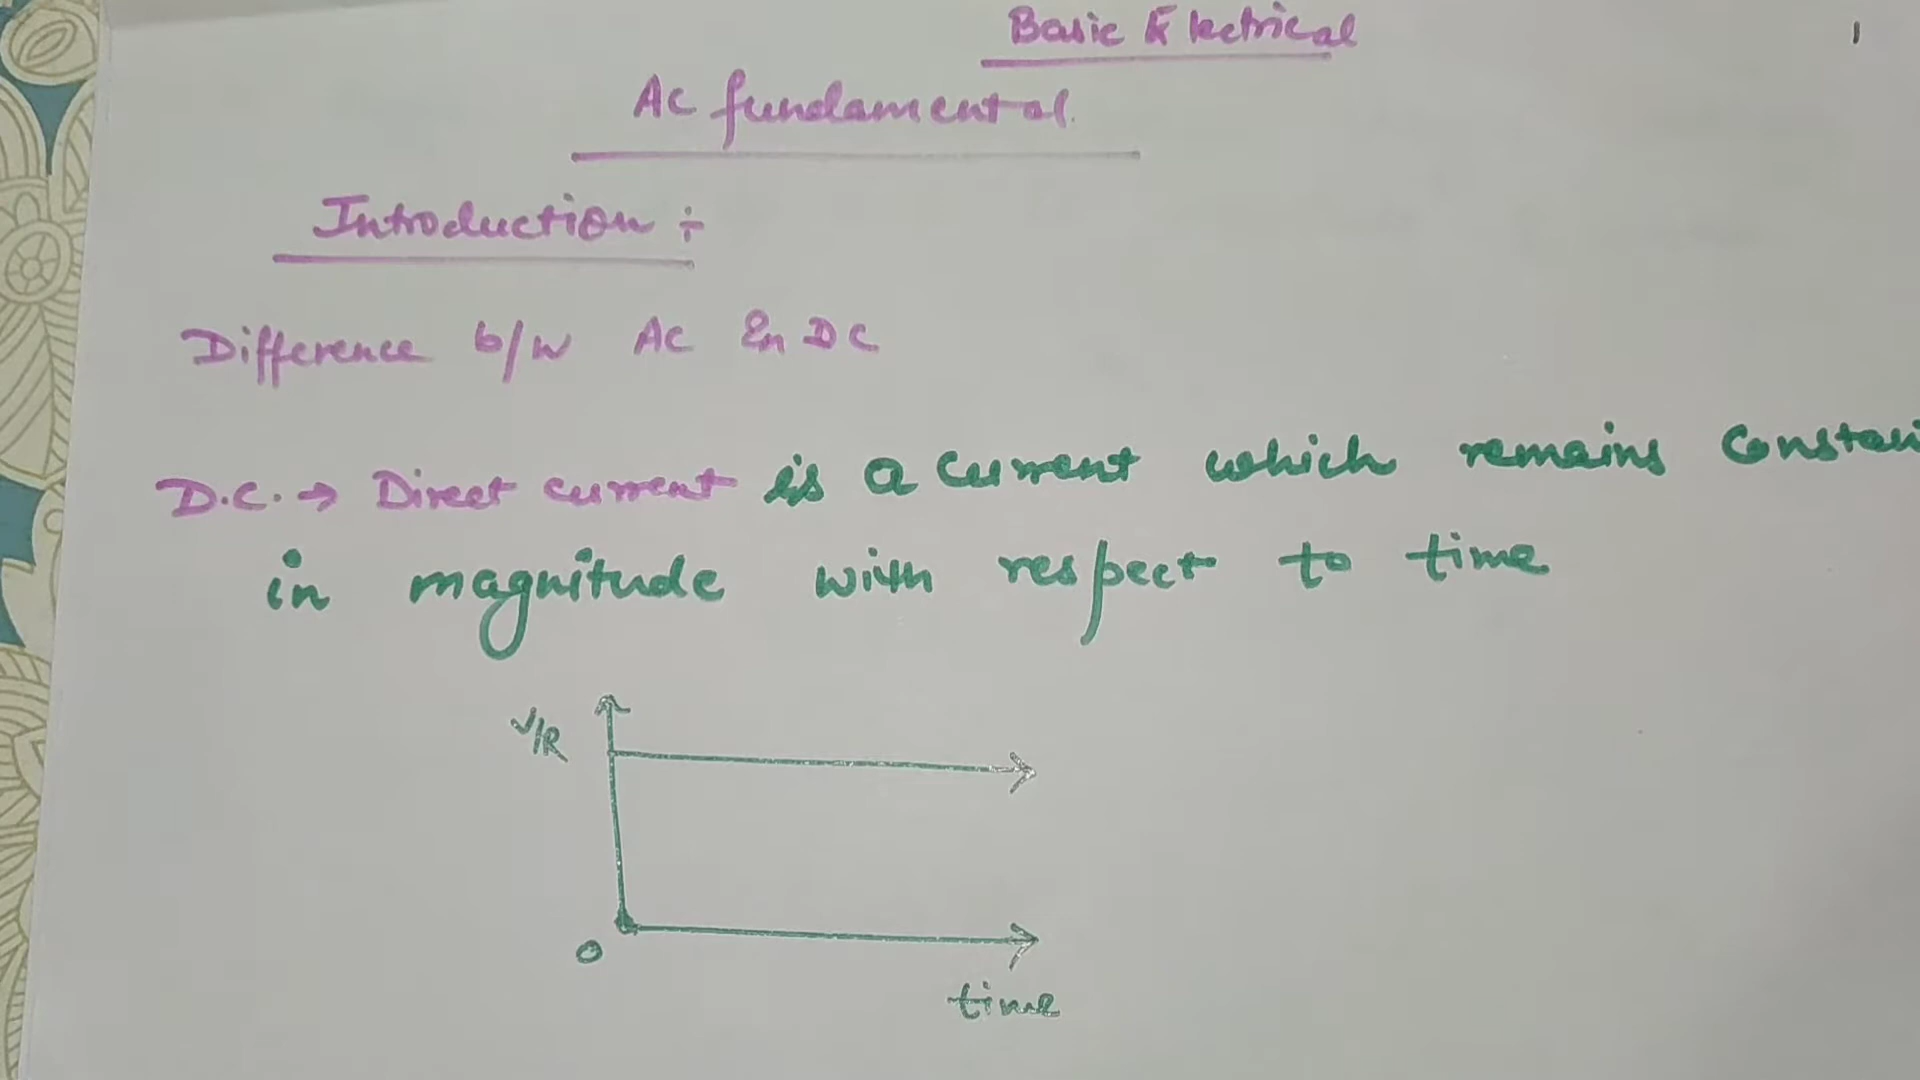 Basic Electrical
1
AC fundamental.
Introduction :-
Difference b/w AC & DC
D.C. → Direct current is a current which remains Constan
in magnitude with respect to time
V/R
0
time